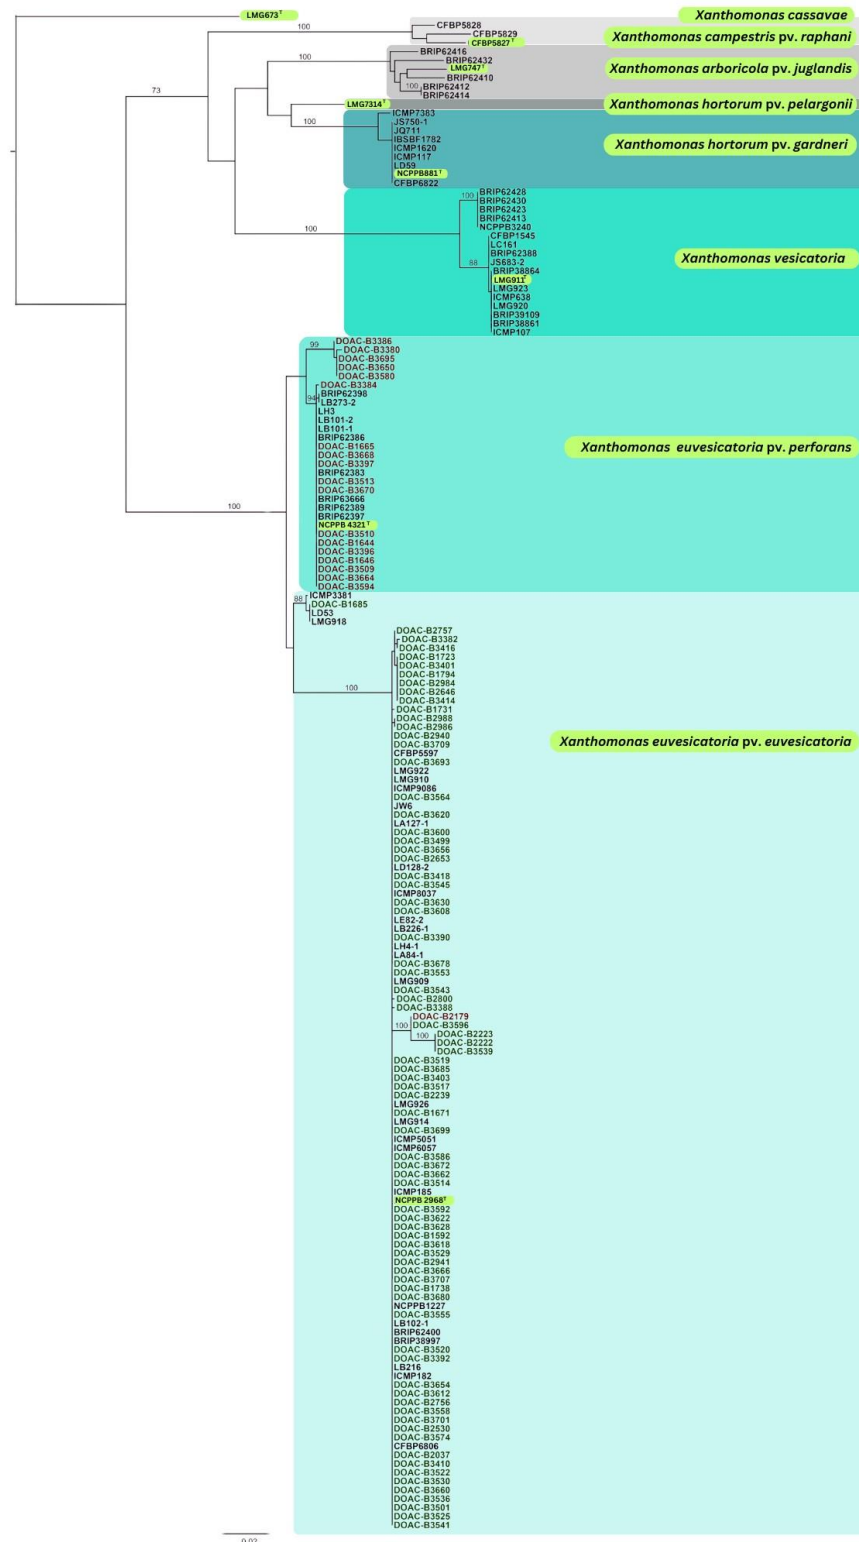 LMG673ᵀ
Xanthomonas cassavae
CFBP5828
100
CFBP5829
Xanthomonas campestris pv. raphani
CFBP5827ᵀ
BRIP62416
100
BRIP62432
LMG747ᵀ
Xanthomonas arboricola pv. juglandis
BRIP62410
100
BRIP62412
BRIP62414
73
LMG7314ᵀ
Xanthomonas hortorum pv. pelargonii
ICMP7383
100
JS750-1
JQ711
IBSBF1782
Xanthomonas hortorum pv. gardneri
ICMP1620
ICMP117
LD59
NCPPB881ᵀ
CFBP6822
BRIP62428
100
BRIP62430
BRIP62423
BRIP62413
NCPPB3240
100
CFBP1545
LC161
BRIP62388
Xanthomonas vesicatoria
JS683-2
88
BRIP38864
LMG911ᵀ
LMG923
ICMP638
LMG920
BRIP39109
BRIP38861
ICMP107
DOAC-B3386
99
DOAC-B3380
DOAC-B3695
DOAC-B3650
DOAC-B3580
DOAC-B3384
BRIP62398
94
LB273-2
LH3
LB101-2
LB101-1
BRIP62386
Xanthomonas euvesicatoria pv. perforans
DOAC-B1665
DOAC-B3668
DOAC-B3397
BRIP62383
DOAC-B3513
DOAC-B3670
BRIP63666
BRIP62389
100
BRIP62397
NCPPB 4321ᵀ
DOAC-B3510
DOAC-B1644
DOAC-B3396
DOAC-B1646
DOAC-B3509
DOAC-B3664
DOAC-B3594
ICMP3381
88
DOAC-B1685
LD53
LMG918
DOAC-B2757
DOAC-B3382
DOAC-B3416
DOAC-B1723
DOAC-B3401
DOAC-B1794
DOAC-B2984
100
DOAC-B2646
DOAC-B3414
DOAC-B1731
DOAC-B2988
DOAC-B2986
DOAC-B2940
Xanthomonas euvesicatoria pv. euvesicatoria
DOAC-B3709
CFBP5597
DOAC-B3693
LMG922
LMG910
ICMP9086
DOAC-B3564
JW6
DOAC-B3620
LA127-1
DOAC-B3600
DOAC-B3499
DOAC-B3656
DOAC-B2653
LD128-2
DOAC-B3418
DOAC-B3545
ICMP8037
DOAC-B3630
DOAC-B3608
LE82-2
LB226-1
DOAC-B3390
LH4-1
LA84-1
DOAC-B3678
DOAC-B3553
LMG909
DOAC-B3543
DOAC-B2800
DOAC-B3388
DOAC-B2179
100
DOAC-B3596
100
DOAC-B2223
DOAC-B2222
DOAC-B3539
DOAC-B3519
DOAC-B3685
DOAC-B3403
DOAC-B3517
DOAC-B2239
LMG926
DOAC-B1671
LMG914
DOAC-B3699
ICMP5051
ICMP6057
DOAC-B3586
DOAC-B3672
DOAC-B3662
DOAC-B3514
ICMP185
NCPPB 2968ᵀ
DOAC-B3592
DOAC-B3622
DOAC-B3628
DOAC-B1592
DOAC-B3618
DOAC-B3529
DOAC-B2941
DOAC-B3666
DOAC-B3707
DOAC-B1738
DOAC-B3680
NCPPB1227
DOAC-B3555
LB102-1
BRIP62400
BRIP38997
DOAC-B3520
DOAC-B3392
LB216
ICMP182
DOAC-B3654
DOAC-B3612
DOAC-B2756
DOAC-B3558
DOAC-B3701
DOAC-B2530
DOAC-B3574
CFBP6806
DOAC-B2037
DOAC-B3410
DOAC-B3522
DOAC-B3530
DOAC-B3660
DOAC-B3536
DOAC-B3501
DOAC-B3525
DOAC-B3541